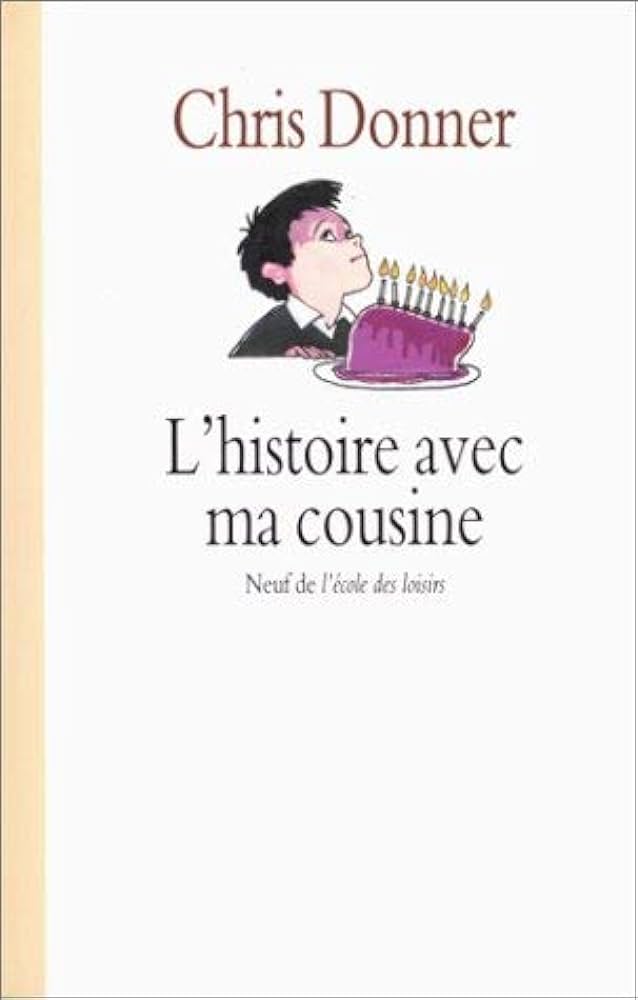 Chris Donner
L'histoire avec
ma cousine
Neuf de l'école des loisirs